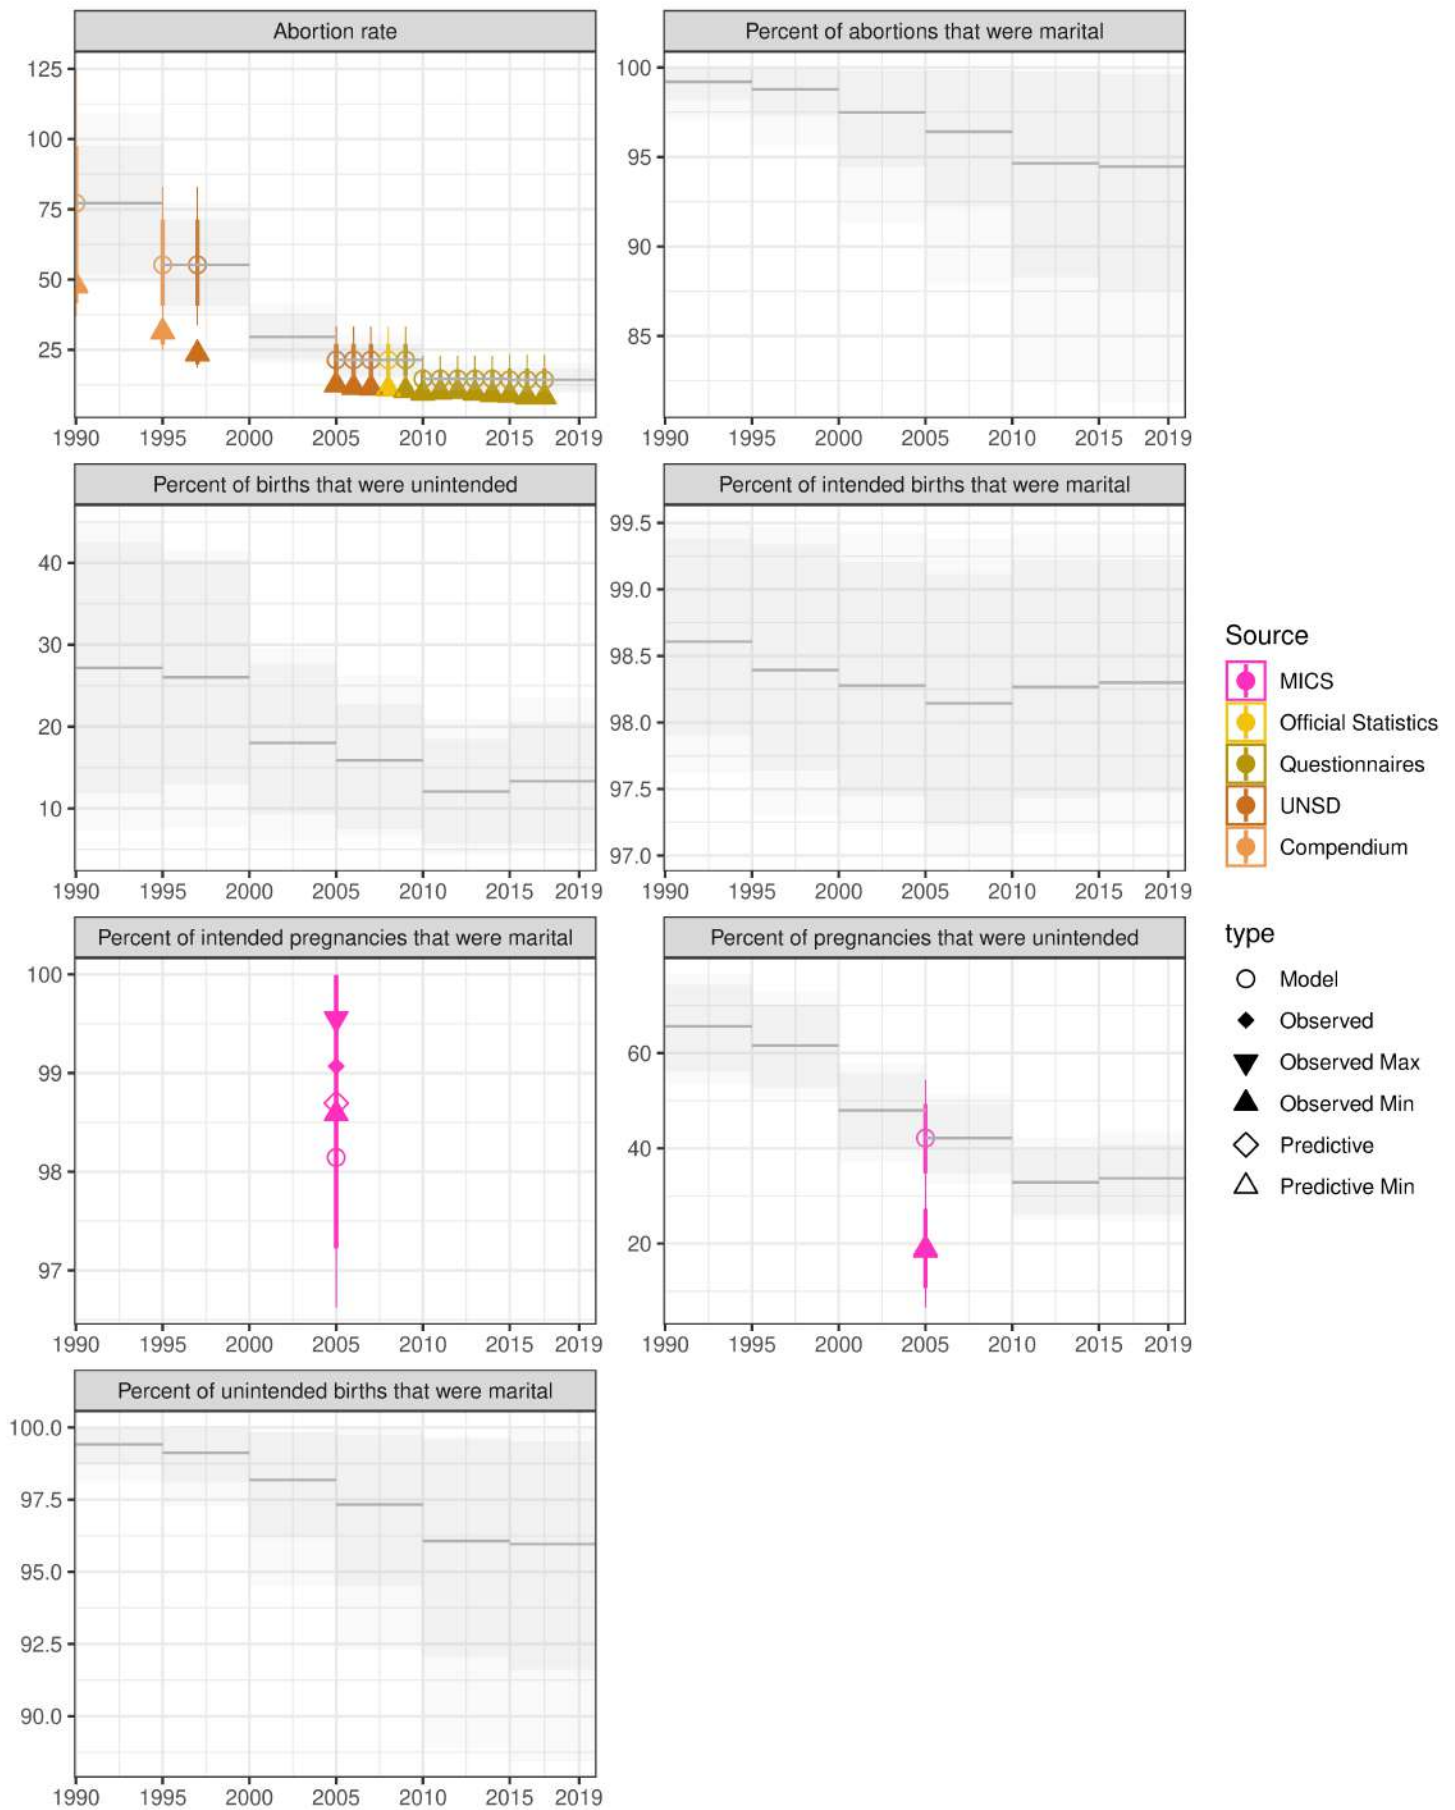 Abortion rate
Percent of abortions that were marital
125
100
75
50
25
100
95
90
85
1990 1995 2000 2005 2010 2015 2019
1990 1995 2000 2005 2010 2015 2019
Percent of births that were unintended
Percent of intended births that were marital
40
30
20
10
99.5
99.0
98.5
98.0
97.5
97.0
1990 1995 2000 2005 2010 2015 2019
1990 1995 2000 2005 2010 2015 2019
Percent of intended pregnancies that were marital
Percent of pregnancies that were unintended
100
99
98
97
60
40
20
1990 1995 2000 2005 2010 2015 2019
1990 1995 2000 2005 2010 2015 2019
Percent of unintended births that were marital
100.0
97.5
95.0
92.5
90.0
1990 1995 2000 2005 2010 2015 2019
Source
MICS
Official Statistics
Questionnaires
UNSD
Compendium
type
Model
Observed
Observed Max
Observed Min
Predictive
Predictive Min